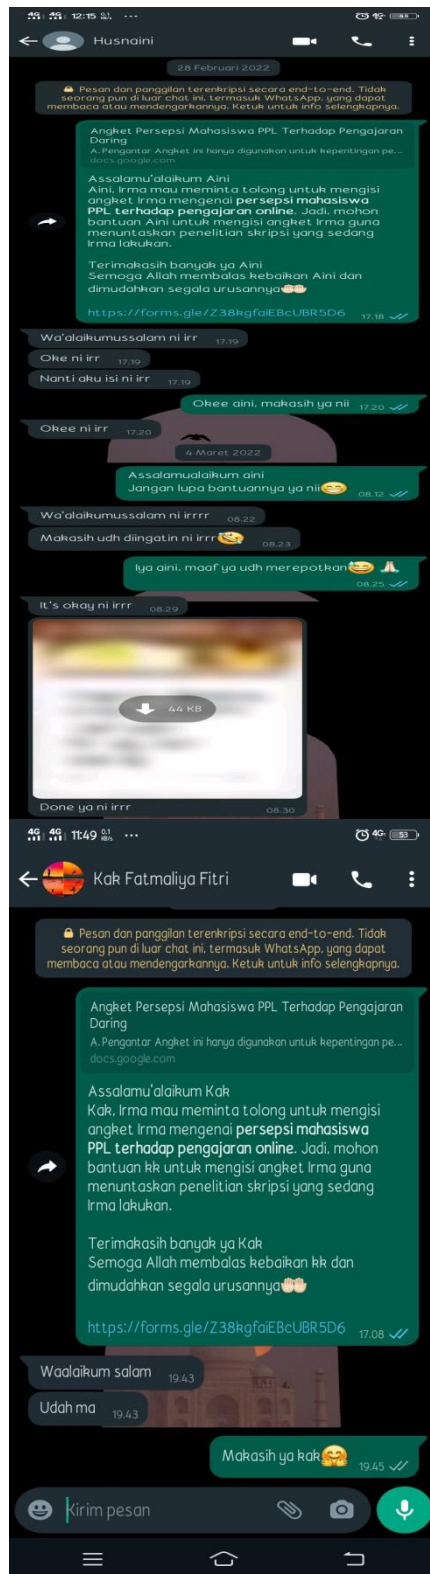 4G 4G 12:15 0,1 KB/s ... 4G
Husnaini
28 Februari 2022
Pesan dan panggilan terenkripsi secara end-to-end. Tidak
seorang pun di luar chat ini, termasuk WhatsApp, yang dapat
membaca atau mendengarkannya. Ketuk untuk info selengkapnya.
Angket Persepsi Mahasiswa PPL Terhadap Pengajaran
Daring
A. Pengantar Angket ini hanya digunakan untuk kepentingan pe...
docs.google.com
Assalamu'alaikum Aini
Aini, Irma mau meminta tolong untuk mengisi
angket Irma mengenai persepsi mahasiswa
PPL terhadap pengajaran online. Jadi, mohon
bantuan Aini untuk mengisi angket Irma guna
menuntaskan penelitian skripsi yang sedang
Irma lakukan.
Terimakasih banyak ya Aini
Semoga Allah membalas kebaikan Aini dan
dimudahkan segala urusannya🤲🏻
https://forms.gle/Z38kgfaiEBcUBR5D6 17.18
Wa'alaikumussalam ni irr 17.19
Oke ni irr 17.19
Nanti aku isi ni irr 17.19
Okee aini, makasih ya nii 17.20
Okee ni irr 17.20
4 Maret 2022
Assalamualaikum aini
Jangan lupa bantuannya ya nii😁 08.12
Wa'alaikumussalam ni irrrr 08.22
Makasih udh diingatin ni irrr🤣 08.23
Iya aini, maaf ya udh merepotkan😅 🙏🏻
08.25
It's okay ni irrr 08.29
44 KB
Done ya ni irrr 08.30
4G 4G 11:49 0,1 KB/s ... 4G 53
Kak Fatmaliya Fitri
Pesan dan panggilan terenkripsi secara end-to-end. Tidak
seorang pun di luar chat ini, termasuk WhatsApp, yang dapat
membaca atau mendengarkannya. Ketuk untuk info selengkapnya.
Angket Persepsi Mahasiswa PPL Terhadap Pengajaran
Daring
A. Pengantar Angket ini hanya digunakan untuk kepentingan pe...
docs.google.com
Assalamu'alaikum Kak
Kak, Irma mau meminta tolong untuk mengisi
angket Irma mengenai persepsi mahasiswa
PPL terhadap pengajaran online. Jadi, mohon
bantuan kk untuk mengisi angket Irma guna
menuntaskan penelitian skripsi yang sedang
Irma lakukan.
Terimakasih banyak ya Kak
Semoga Allah membalas kebaikan kk dan
dimudahkan segala urusannya🤲🏻
https://forms.gle/Z38kgfaiEBcUBR5D6 17.08
Waalaikum salam 19.43
Udah ma 19.43
Makasih ya kak🤗 19.45
Kirim pesan